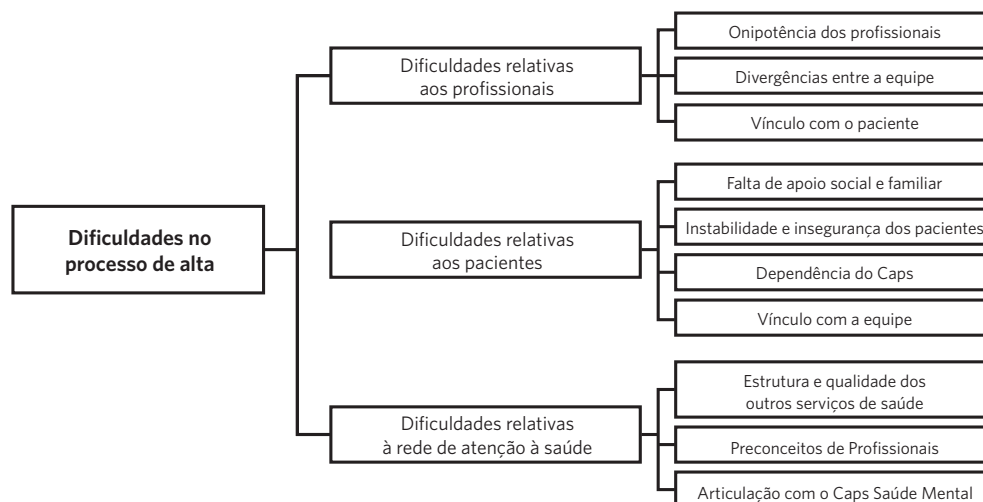 Dificuldades no
processo de alta
Dificuldades relativas
aos profissionais
Onipotência dos profissionais
Divergências entre a equipe
Vínculo com o paciente
Dificuldades relativas
aos pacientes
Falta de apoio social e familiar
Instabilidade e insegurança dos pacientes
Dependência do Caps
Vínculo com a equipe
Dificuldades relativas
à rede de atenção à saúde
Estrutura e qualidade dos
outros serviços de saúde
Preconceitos de Profissionais
Articulação com o Caps Saúde Mental